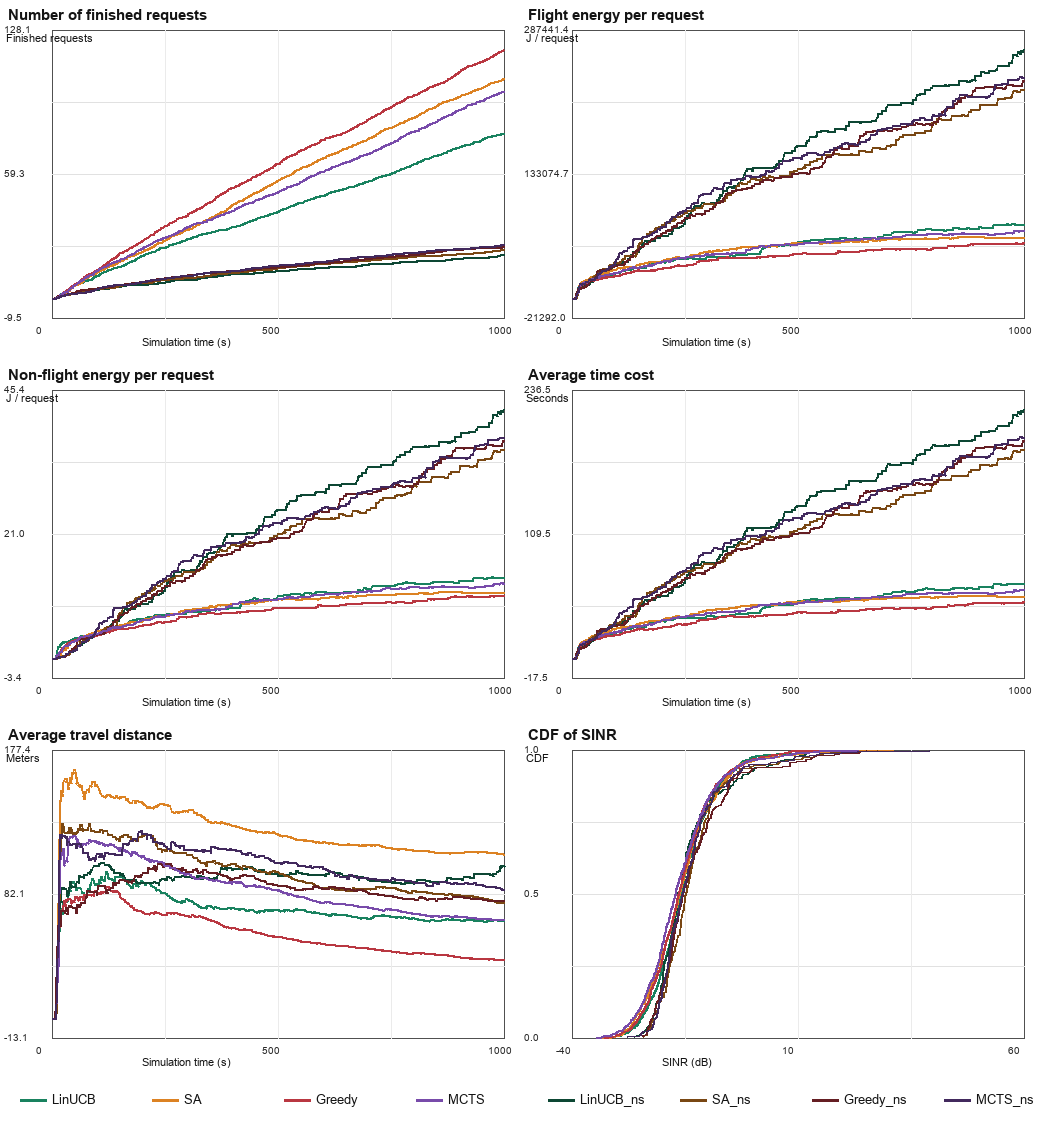 Number of finished requests
128.1
Finished requests
59.3
-9.5
0 500 1000
Simulation time (s)
Flight energy per request
287441.4
J / request
133074.7
-21292.0
0 500 1000
Simulation time (s)
Non-flight energy per request
45.4
J / request
21.0
-3.4
0 500 1000
Simulation time (s)
Average time cost
236.5
Seconds
109.5
-17.5
0 500 1000
Simulation time (s)
Average travel distance
177.4
Meters
82.1
-13.1
0 500 1000
Simulation time (s)
CDF of SINR
1.0
CDF
0.5
0.0
-40 10 60
SINR (dB)
LinUCB SA Greedy MCTS LinUCB_ns SA_ns Greedy_ns MCTS_ns